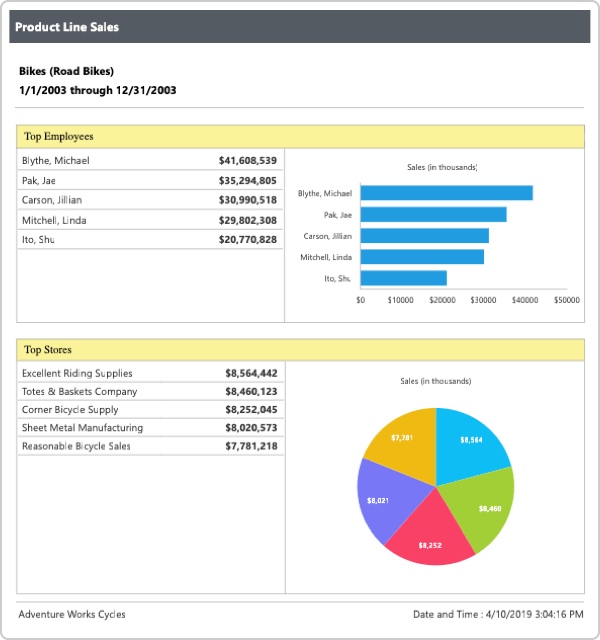 Product Line Sales
Bikes (Road Bikes)
1/1/2003 through 12/31/2003
Top Employees
Blythe, Michael $41,608,539
Pak, Jae $35,294,805
Carson, Jillian $30,990,518
Mitchell, Linda $29,802,308
Ito, Shu $20,770,828
Sales (in thousands)
Blythe, Michael
Pak, Jae
Carson, Jillian
Mitchell, Linda
Ito, Shu
$0 $10000 $20000 $30000 $40000 $50000
Top Stores
Excellent Riding Supplies $8,564,442
Totes & Baskets Company $8,460,123
Corner Bicycle Supply $8,252,045
Sheet Metal Manufacturing $8,020,573
Reasonable Bicycle Sales $7,781,218
Sales (in thousands)
$7,781 $8,564
$8,021 $8,460
$8,252
Adventure Works Cycles Date and Time : 4/10/2019 3:04:16 PM